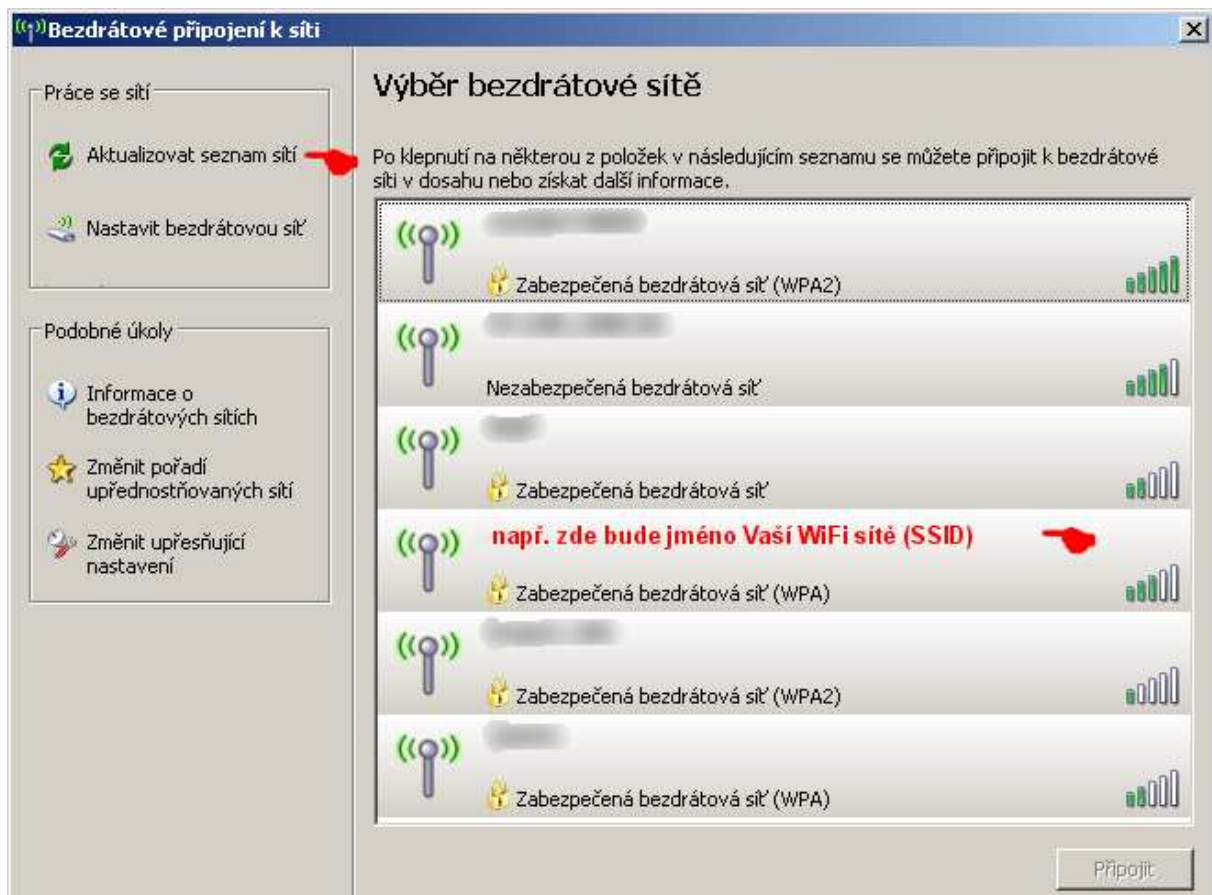 Bezdrátové připojení k síti
Práce se sítí
Aktualizovat seznam sítí
Nastavit bezdrátovou síť
Podobné úkoly
Informace o
bezdrátových sítích
Změnit pořadí
upřednostňovaných sítí
Změnit upřesňující
nastavení
Výběr bezdrátové sítě
Po klepnutí na některou z položek v následujícím seznamu se můžete připojit k bezdrátové
síti v dosahu nebo získat další informace.
Zabezpečená bezdrátová síť (WPA2)
Nezabezpečená bezdrátová síť
Zabezpečená bezdrátová síť
např. zde bude jméno Vaší WiFi sítě (SSID)
Zabezpečená bezdrátová síť (WPA)
Zabezpečená bezdrátová síť (WPA2)
Zabezpečená bezdrátová síť (WPA)
Připojit